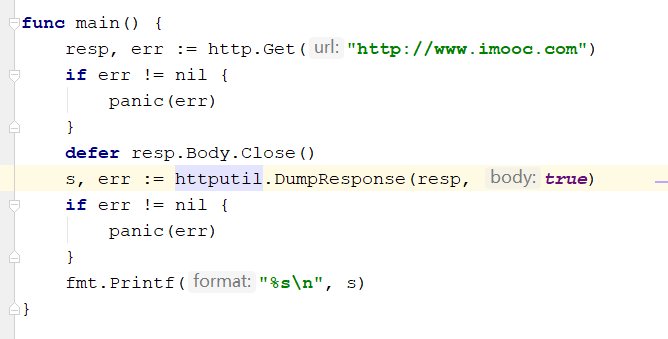 func main() {
    resp, err := http.Get( url: "http://www.imooc.com")
    if err != nil {
        panic(err)
    }
    defer resp.Body.Close()
    s, err := httputil.DumpResponse(resp, body: true)
    if err != nil {
        panic(err)
    }
    fmt.Printf( format: "%s\n", s)
}